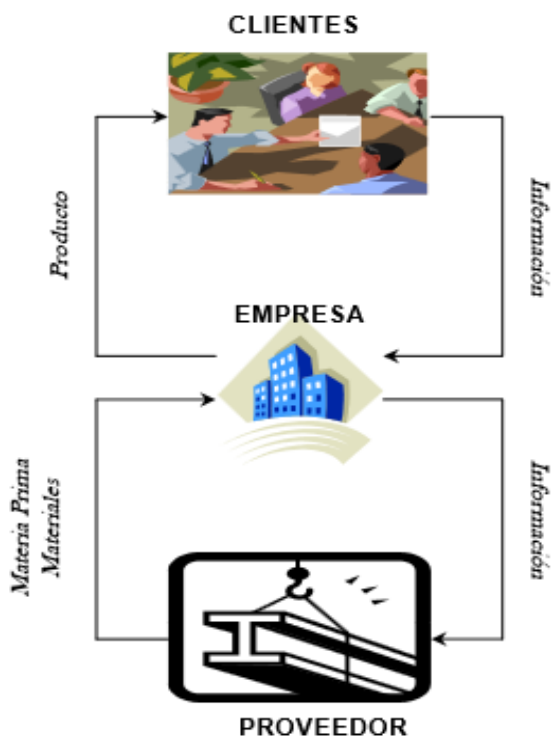 CLIENTES
Producto
Información
EMPRESA
Materia Prima
Materiales
Información
PROVEEDOR